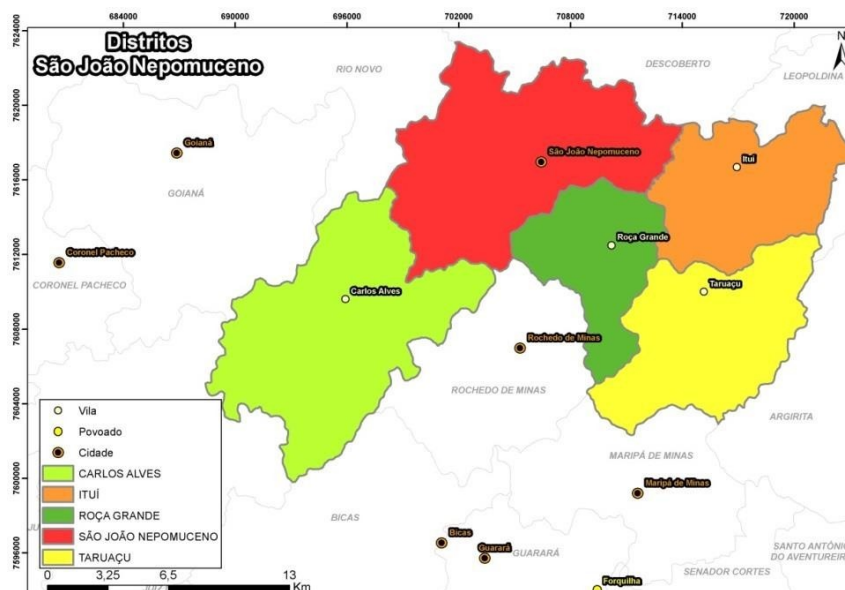 684000 690000 696000 702000 708000 714000 720000
7624000
7620000
7616000
7612000
7608000
7604000
7600000
7596000
Distritos
São João Nepomuceno
N
RIO NOVO
DESCOBERTO
LEOPOLDINA
Goianá
GOIANÁ
São João Nepomuceno
Ituí
Roça Grande
Coronel Pacheco
CORONEL PACHECO
Carlos Alves
Taruaçu
Rochedo de Minas
ROCHEDO DE MINAS
ARGIRITA
MARIPÁ DE MINAS
Maripá de Minas
BICAS
Bicas
Guarará
GUARARÁ
SANTO ANTÔNIO
DO AVENTUREIR
SENADOR CORTES
Forquilha
Vila
Povoado
Cidade
CARLOS ALVES
ITUÍ
ROÇA GRANDE
SÃO JOÃO NEPOMUCENO
TARUAÇU
0 3,25 6,5 13
Km